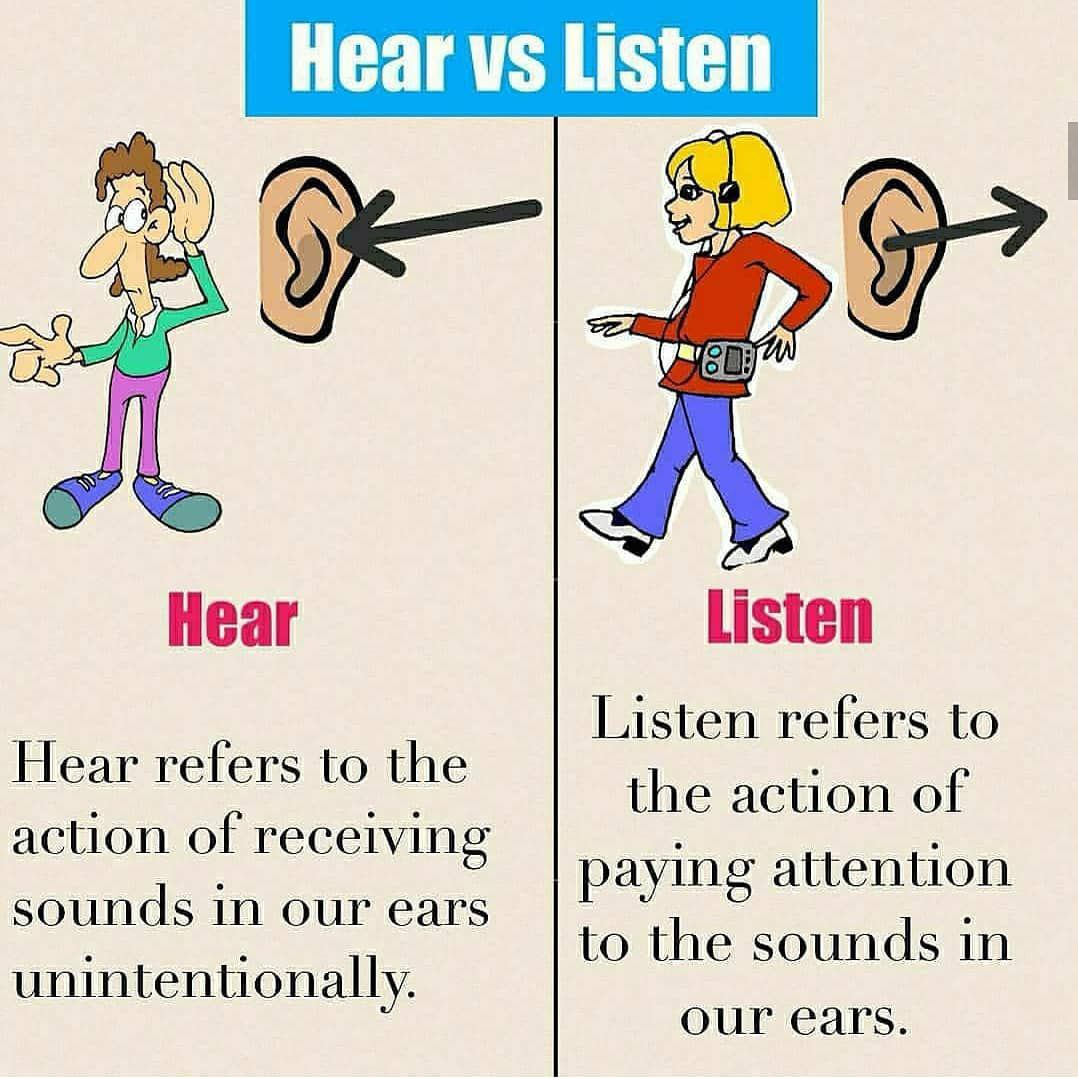 Hear vs Listen
Hear
Hear refers to the
action of receiving
sounds in our ears
unintentionally.
Listen
Listen refers to
the action of
paying attention
to the sounds in
our ears.